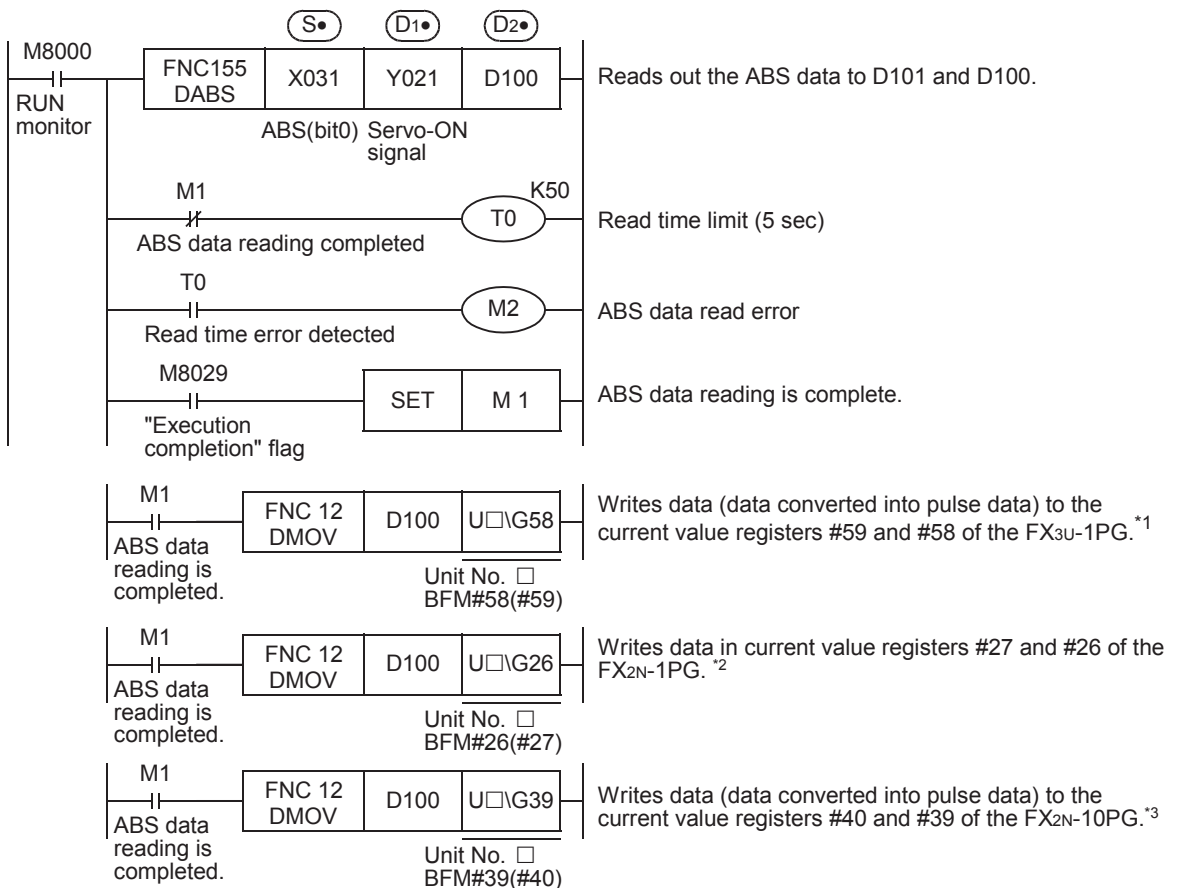 S• D1• D2•
M8000
RUN
monitor
FNC155
DABS
X031
Y021
D100
Reads out the ABS data to D101 and D100.
ABS(bit0)
Servo-ON
signal
M1
K50
T0
Read time limit (5 sec)
ABS data reading completed
T0
M2
ABS data read error
Read time error detected
M8029
SET
M 1
ABS data reading is complete.
"Execution
completion" flag
M1
ABS data
reading is
completed.
FNC 12
DMOV
D100
U□\G58
Unit No. □
BFM#58(#59)
Writes data (data converted into pulse data) to the
current value registers #59 and #58 of the FX3U-1PG.*1
M1
ABS data
reading is
completed.
FNC 12
DMOV
D100
U□\G26
Unit No. □
BFM#26(#27)
Writes data in current value registers #27 and #26 of the
FX2N-1PG. *2
M1
ABS data
reading is
completed.
FNC 12
DMOV
D100
U□\G39
Unit No. □
BFM#39(#40)
Writes data (data converted into pulse data) to the
current value registers #40 and #39 of the FX2N-10PG.*3